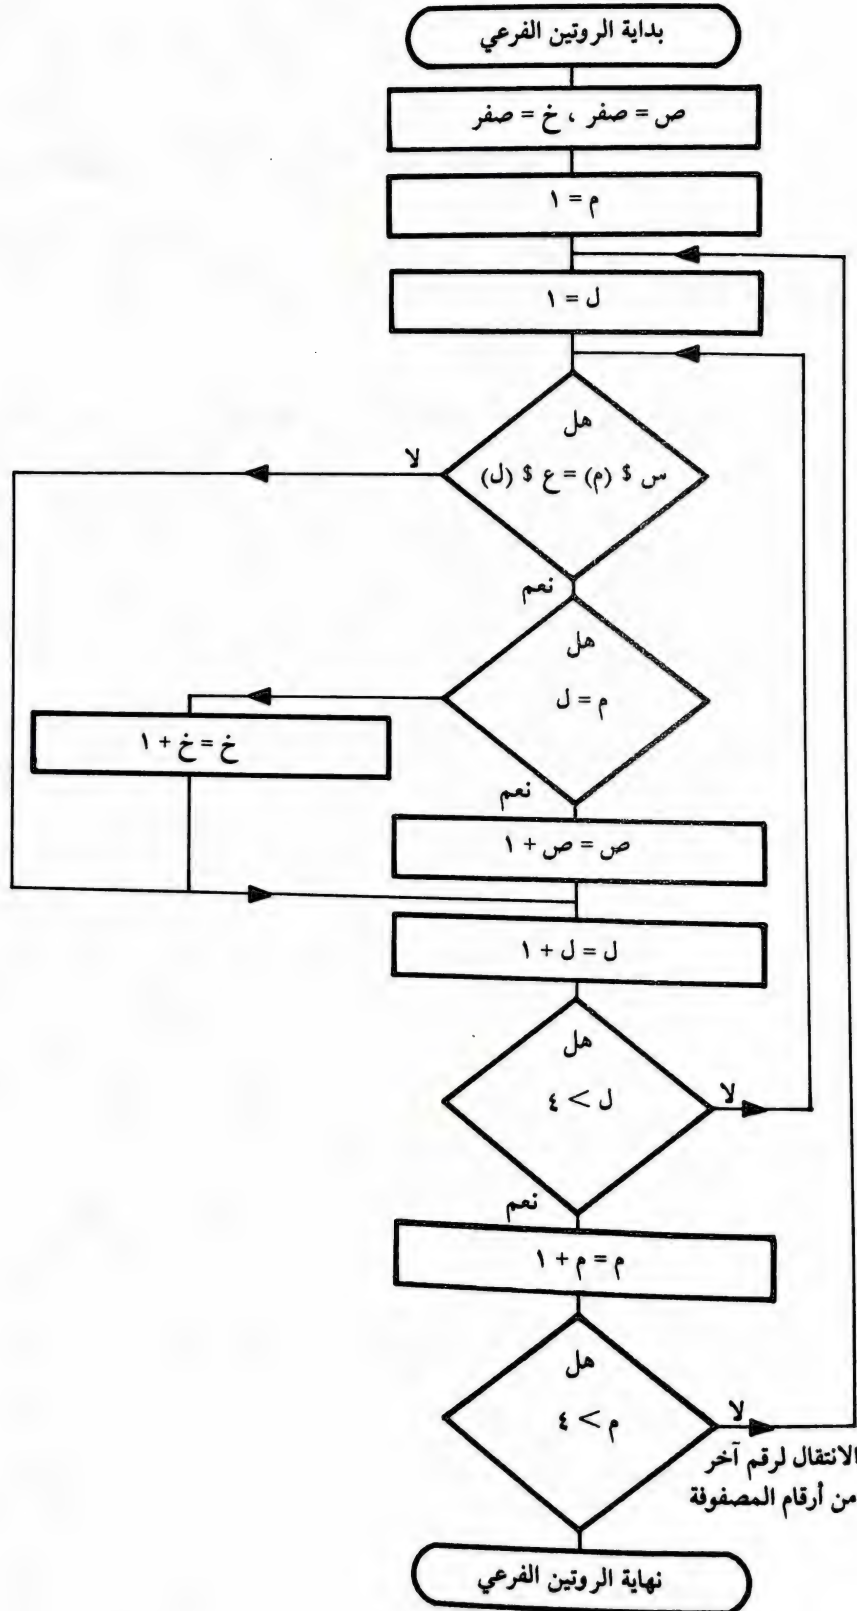 بداية الروتين الفرعي
ص = صفر ، خ = صفر
م = ١
ل = ١
هل
س $ (م) = ع $ (ل)
لا
نعم
هل
م = ل
خ = خ + ١
نعم
ص = ص + ١
ل = ل + ١
هل
ل > ٤
لا
نعم
م = م + ١
هل
م > ٤
لا
الانتقال لرقم آخر
من أرقام المصفوفة
نهاية الروتين الفرعي